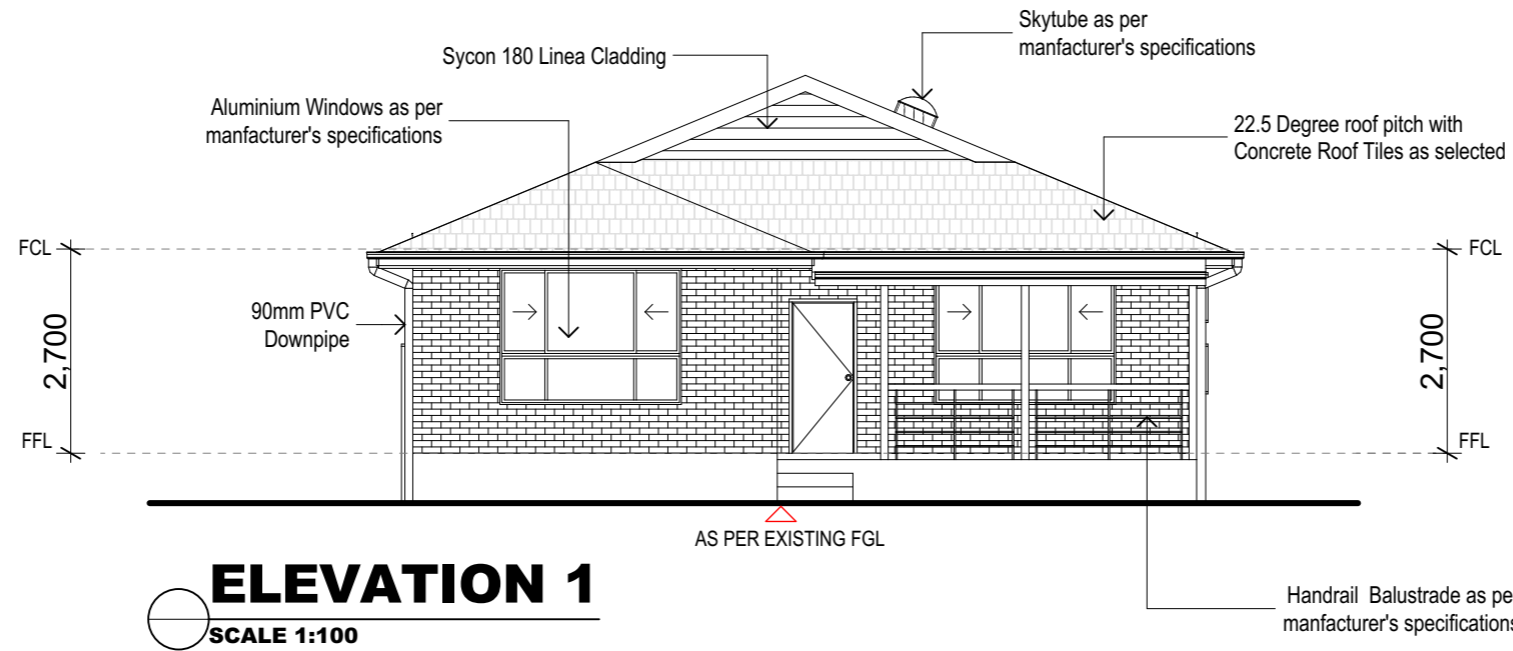 Skytube as per
manfacturer's specifications
Sycon 180 Linea Cladding
Aluminium Windows as per
manfacturer's specifications
22.5 Degree roof pitch with
Concrete Roof Tiles as selected
FCL
FCL
90mm PVC
Downpipe
2,700
2,700
FFL
FFL
AS PER EXISTING FGL
ELEVATION 1
SCALE 1:100
Handrail Balustrade as pe
manfacturer's specifications